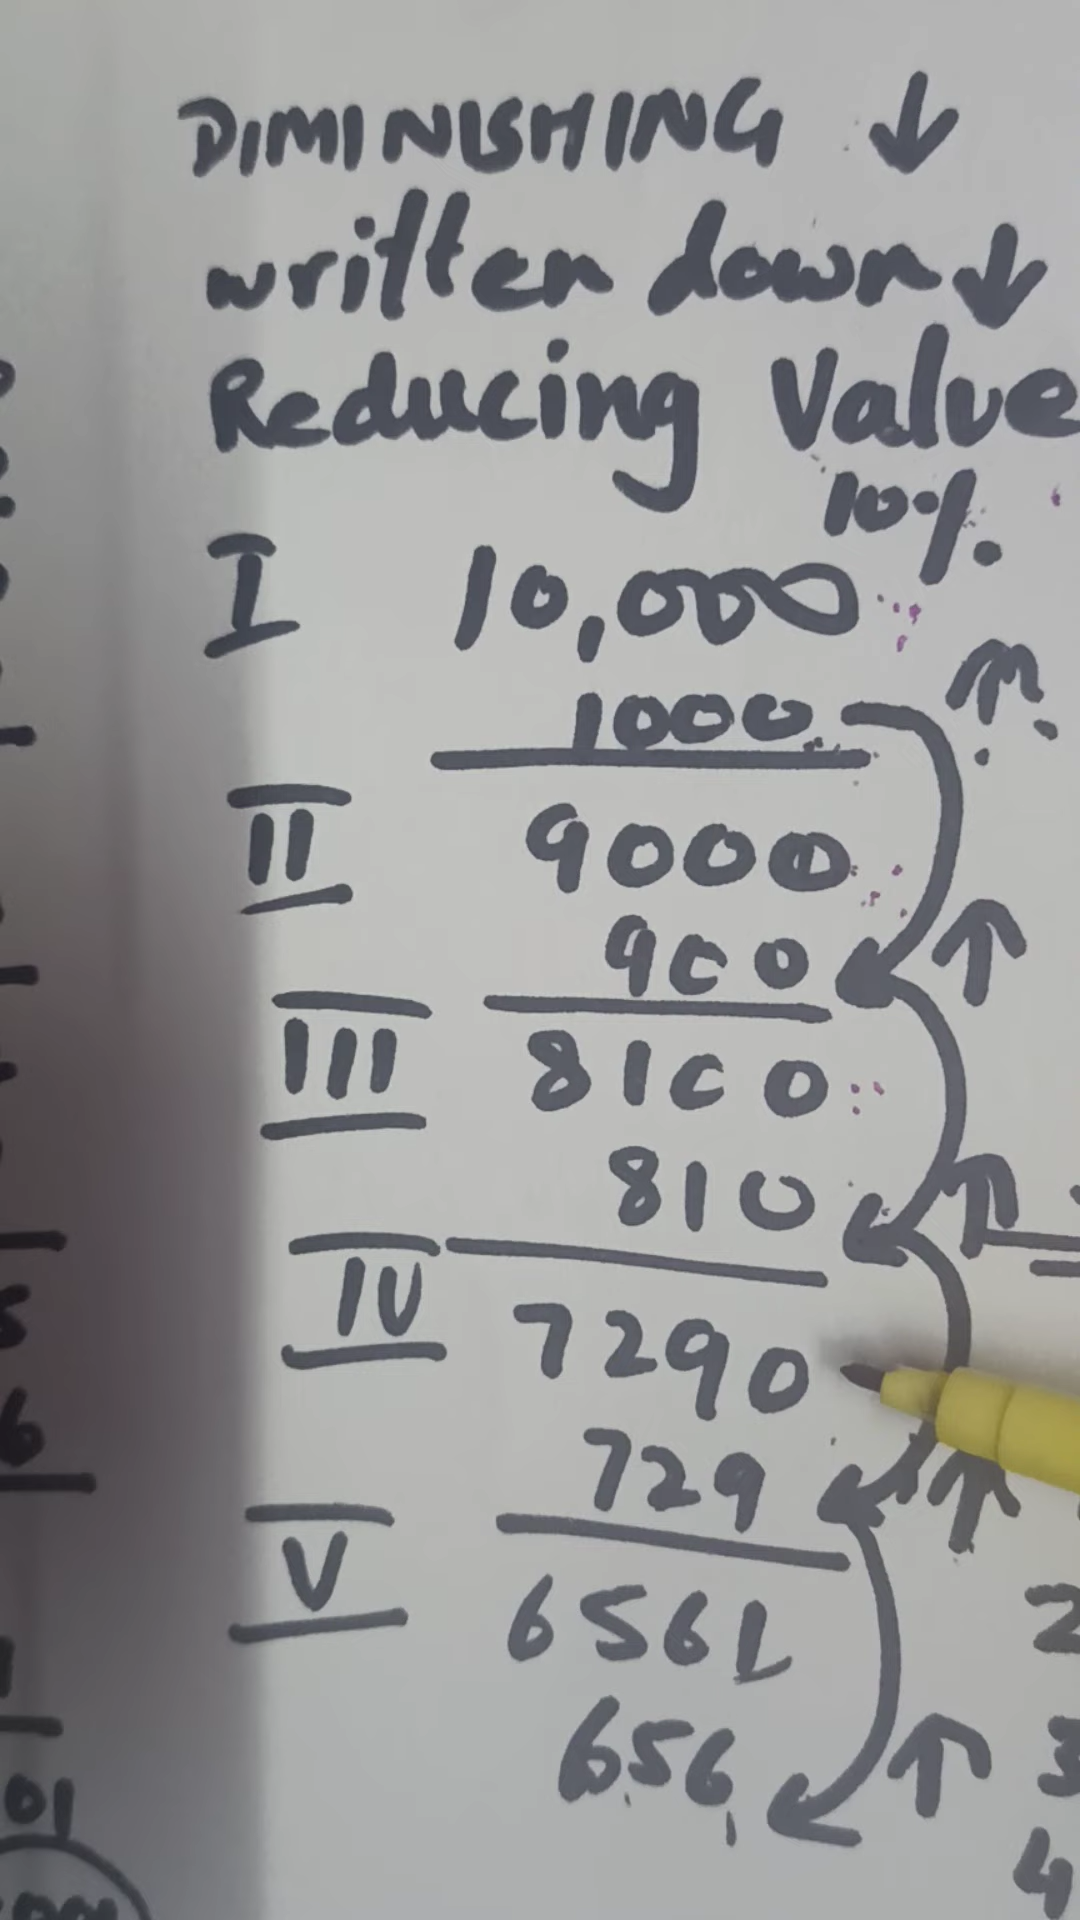 DIMINISHING ↓
written down ↓
Reducing Value
10%
I 10,000
1000
II 9000
900
III 8100
810
IV 7290
729
V 6561
656